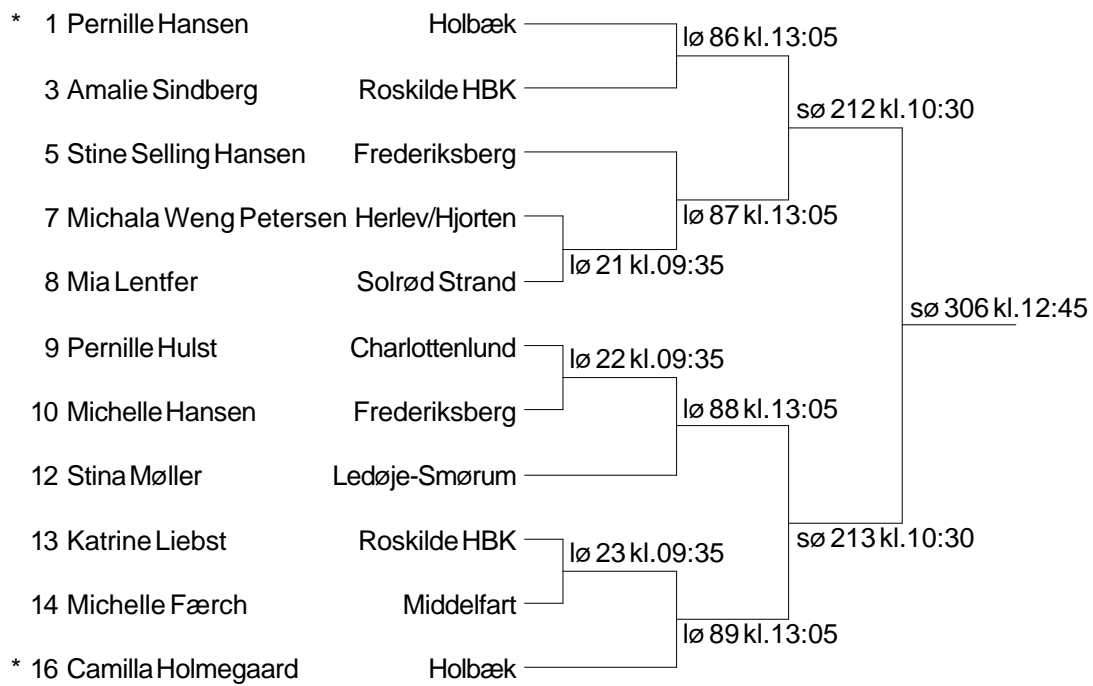 * 1 Pernille Hansen Holbæk
lø 86 kl.13:05
3 Amalie Sindberg Roskilde HBK
sø 212 kl.10:30
5 Stine Selling Hansen Frederiksberg
7 Michala Weng Petersen Herlev/Hjorten
lø 87 kl.13:05
lø 21 kl.09:35
8 Mia Lentfer Solrød Strand
sø 306 kl.12:45
9 Pernille Hulst Charlottenlund
lø 22 kl.09:35
10 Michelle Hansen Frederiksberg
lø 88 kl.13:05
12 Stina Møller Ledøje-Smørum
13 Katrine Liebst Roskilde HBK
sø 213 kl.10:30
lø 23 kl.09:35
14 Michelle Færch Middelfart
lø 89 kl.13:05
* 16 Camilla Holmegaard Holbæk